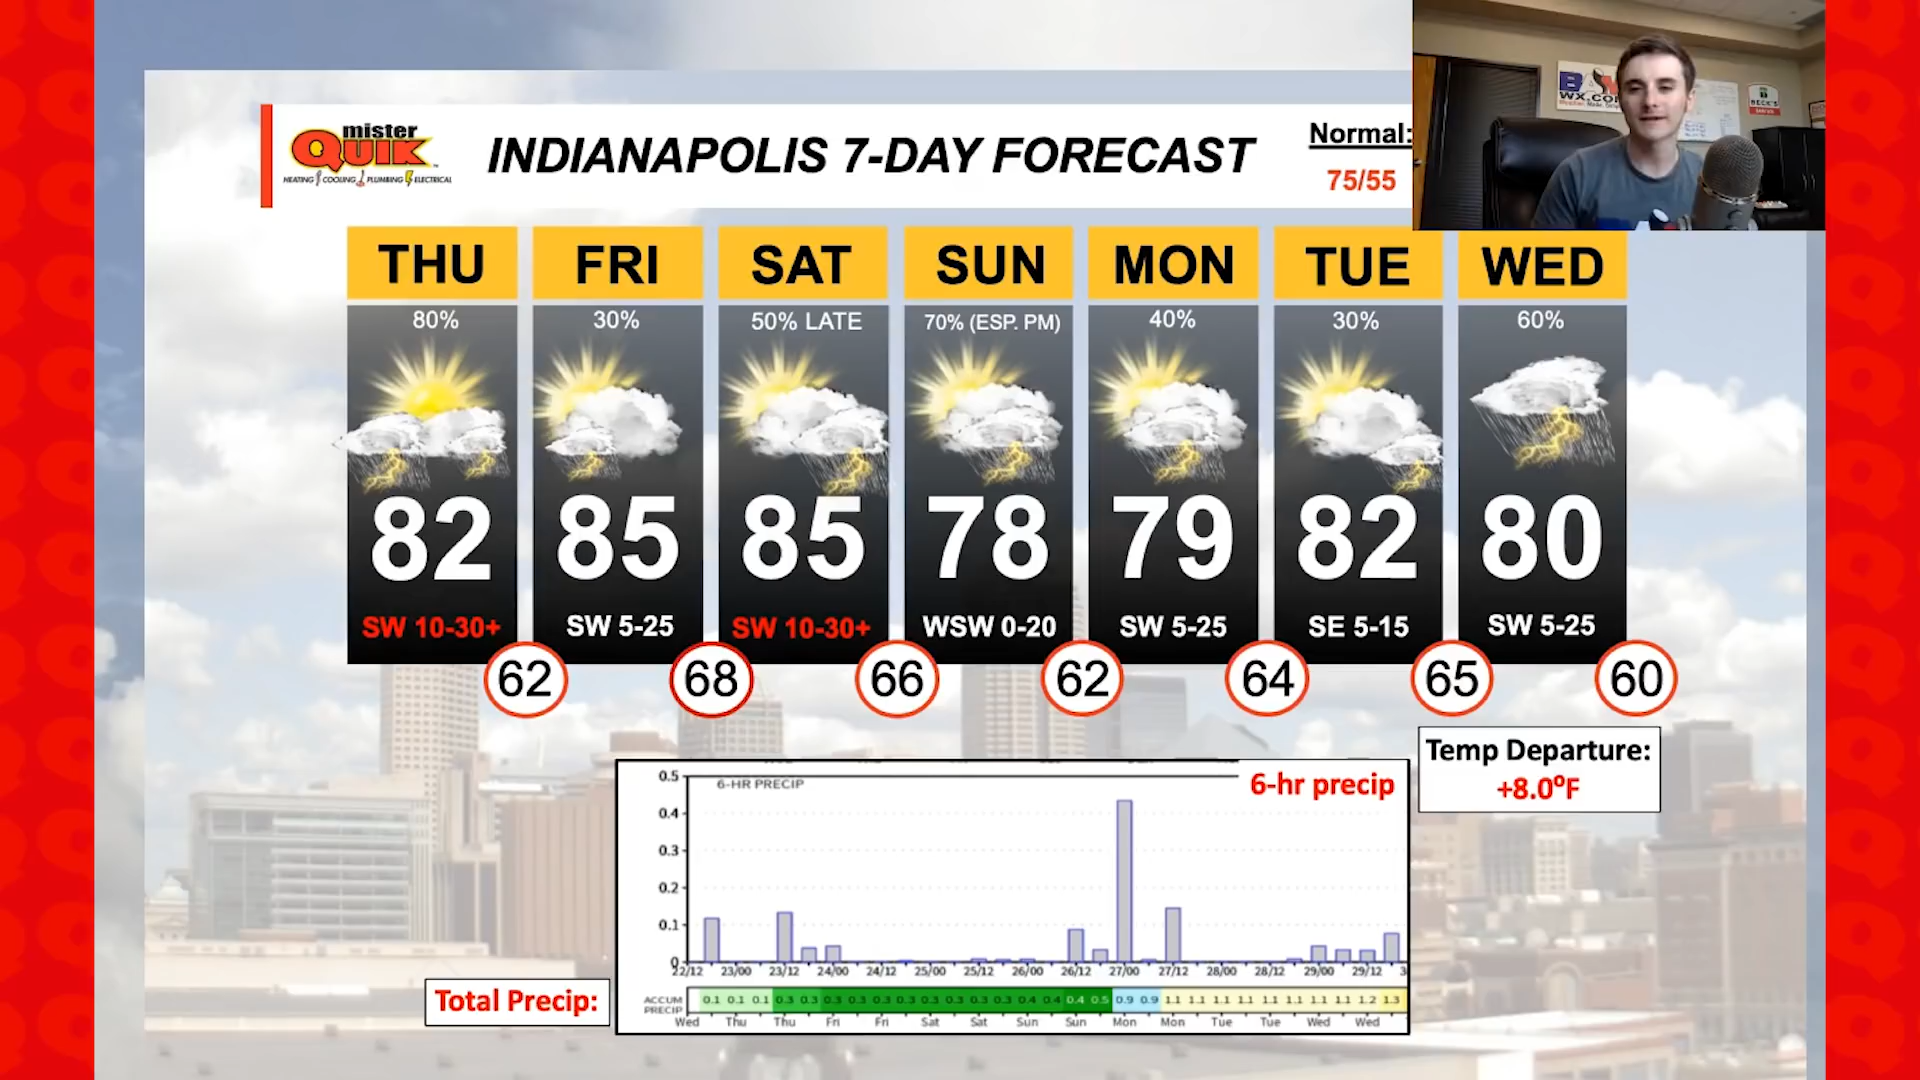 mister
QUIK
HEATING COOLING PLUMBING ELECTRICAL
INDIANAPOLIS 7-DAY FORECAST
Normal:
75/55
WX.CO
BECK'S
THU FRI SAT SUN MON TUE WED
80% 30% 50% LATE 70% (ESP. PM) 40% 30% 60%
82 85 85 78 79 82 80
SW 10-30+ SW 5-25 SW 10-30+ WSW 0-20 SW 5-25 SE 5-15 SW 5-25
62 68 66 62 64 65 60
Temp Departure:
+8.0ºF
6-HR PRECIP
6-hr precip
0.5
0.4
0.3
0.2
0.1
0
22/12 23/00 23/12 24/00 24/12 25/00 25/12 26/00 26/12 27/00 27/12 28/00 28/12 29/00 29/12 3
Total Precip:
ACCUM
PRECIP
0.1 0.1 0.1 0.3 0.3 0.3 0.3 0.3 0.3 0.3 0.3 0.3 0.3 0.4 0.4 0.4 0.5 0.9 0.9 1.1 1.1 1.1 1.1 1.1 1.1 1.1 1.1 1.2 1.3
Wed Thu Thu Fri Fri Sat Sat Sun Sun Mon Mon Tue Tue Wed Wed